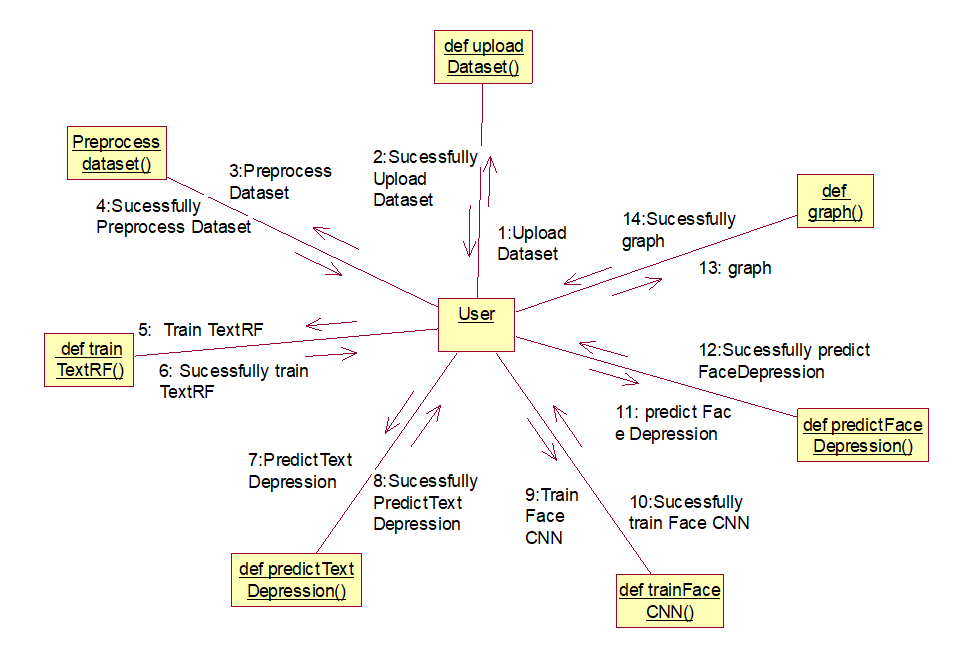 def upload
Dataset()
Preprocess
dataset()
3:Preprocess
Dataset
4:Sucessfully
Preprocess Dataset
2:Sucessfully
Upload
Dataset
1:Upload
Dataset
def
graph()
14:Sucessfully
graph
13: graph
User
def train
TextRF()
5: Train TextRF
6: Sucessfully train
TextRF
12:Sucessfully predict
FaceDepression
11: predict Fac
e Depression
def predictFace
Depression()
7:PredictText
Depression
8:Sucessfully
PredictText
Depression
9:Train
Face
CNN
10:Sucessfully
train Face CNN
def predictText
Depression()
def trainFace
CNN()